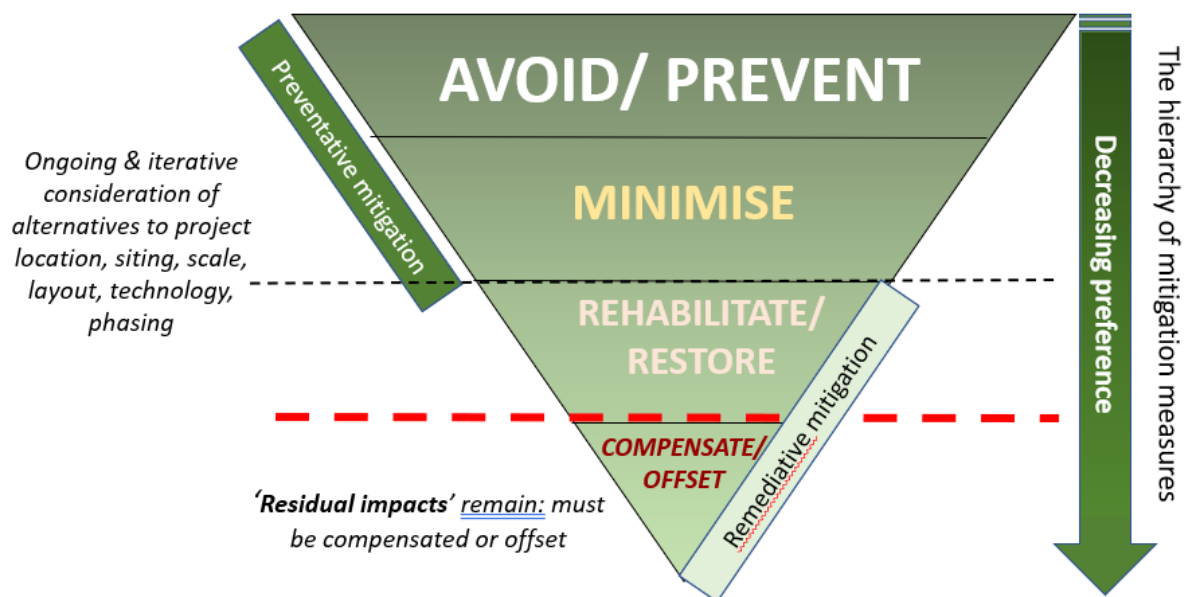 AVOID/ PREVENT
Preventative mitigation
MINIMISE
Ongoing & iterative
consideration of
alternatives to project
location, siting, scale,
layout, technology,
phasing
REHABILITATE/
RESTORE
COMPENSATE/
OFFSET
Remediative mitigation
‘Residual impacts’ remain: must
be compensated or offset
Decreasing preference
The hierarchy of mitigation measures